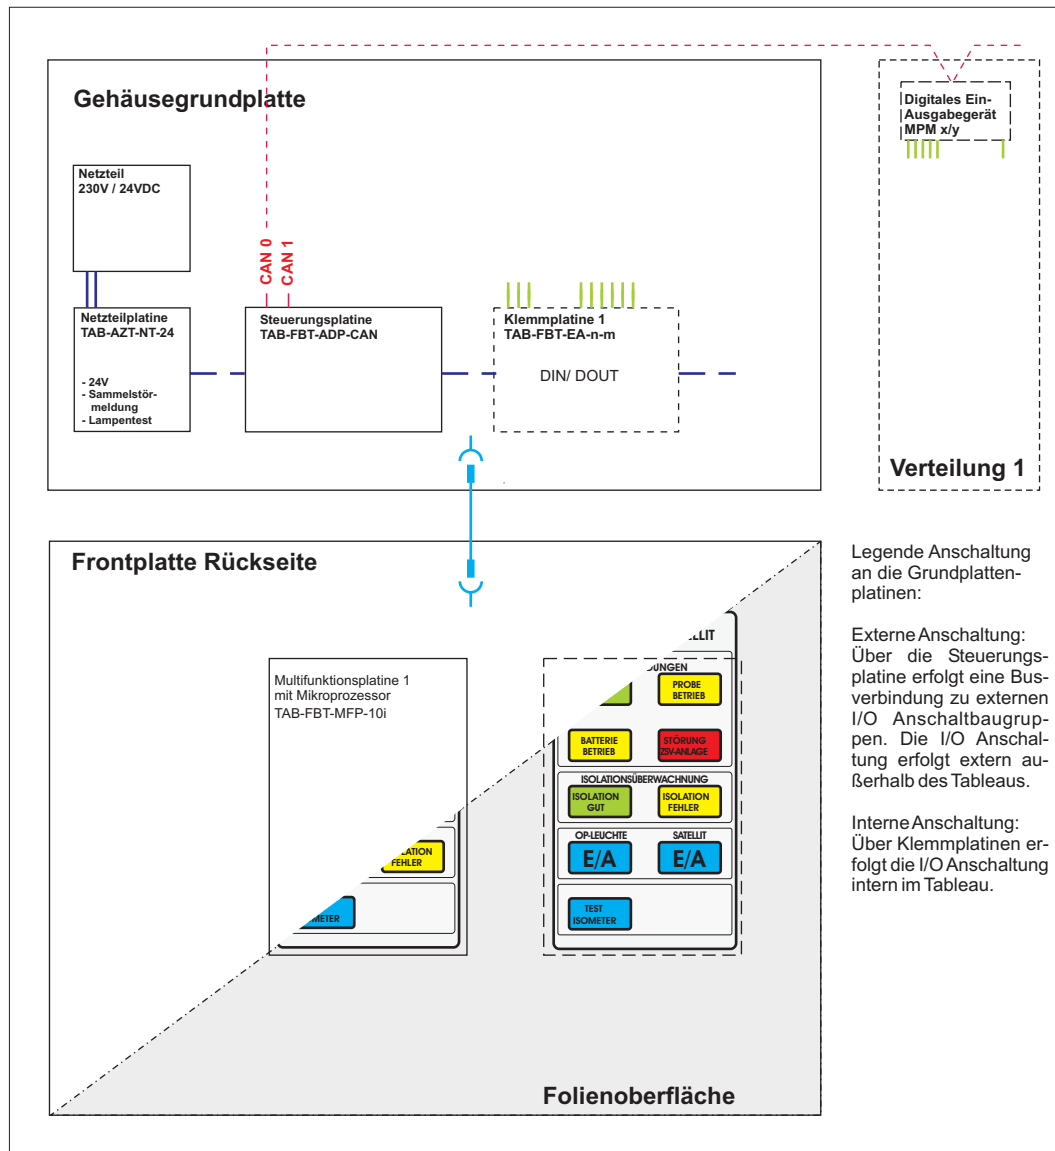 Gehäusegrundplatte
Netzteil
230V / 24VDC
CAN 0
CAN 1
Netzteilplatine
TAB-AZT-NT-24
- 24V
- Sammelstör-
meldung
- Lampentest
Steuerungsplatine
TAB-FBT-ADP-CAN
Klemmplatine 1
TAB-FBT-EA-n-m
DIN/ DOUT
Digitales Ein-
Ausgabegerät
MPM x/y
Verteilung 1
Frontplatte Rückseite
Multifunktionsplatine 1
mit Mikroprozessor
TAB-FBT-MFP-10i
LATION
FEHLER
METER
LLIT
DUNGEN
PROBE
BETRIEB
BATTERIE
BETRIEB
STÖRUNG
ZSV-ANLAGE
ISOLATIONSÜBERWACHNUNG
ISOLATION
GUT
ISOLATION
FEHLER
OP-LEUCHTE
SATELLIT
E/A
E/A
TEST
ISOMETER
Folienoberfläche
Legende Anschaltung
an die Grundplatten-
platinen:
Externe Anschaltung:
Über die Steuerungs-
platine erfolgt eine Bus-
verbindung zu externen
I/O Anschaltbaugrup-
pen. Die I/O Anschal-
tung erfolgt extern au-
ßerhalb des Tableaus.
Interne Anschaltung:
Über Klemmplatinen er-
folgt die I/O Anschaltung
intern im Tableau.